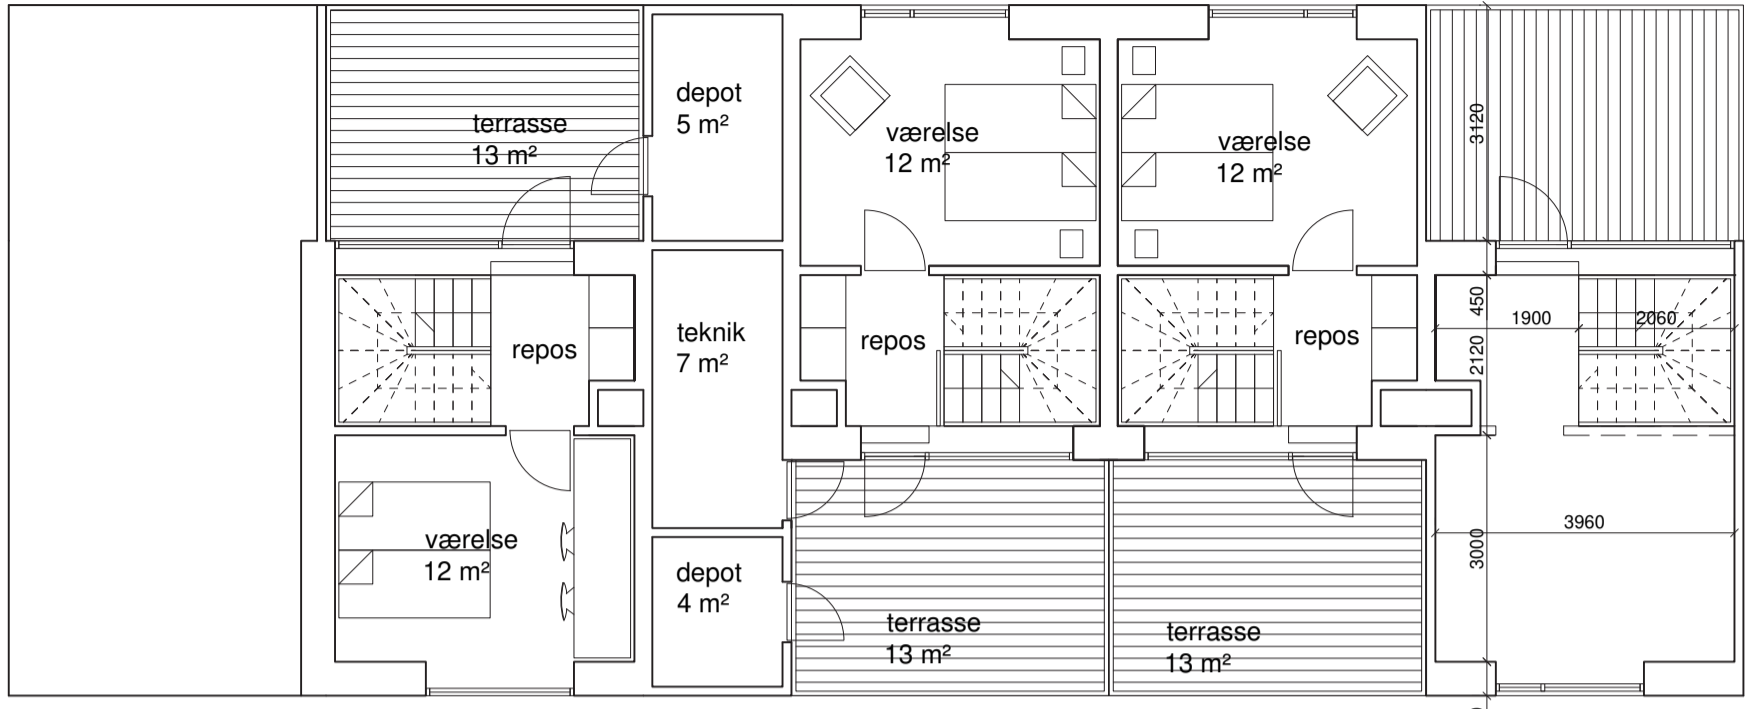 terrasse
13 m²
depot
5 m²
værelse
12 m²
værelse
12 m²
3120
repos
teknik
7 m²
repos
repos
450
1900
2060
2120
værelse
12 m²
depot
4 m²
terrasse
13 m²
terrasse
13 m²
3960
3000